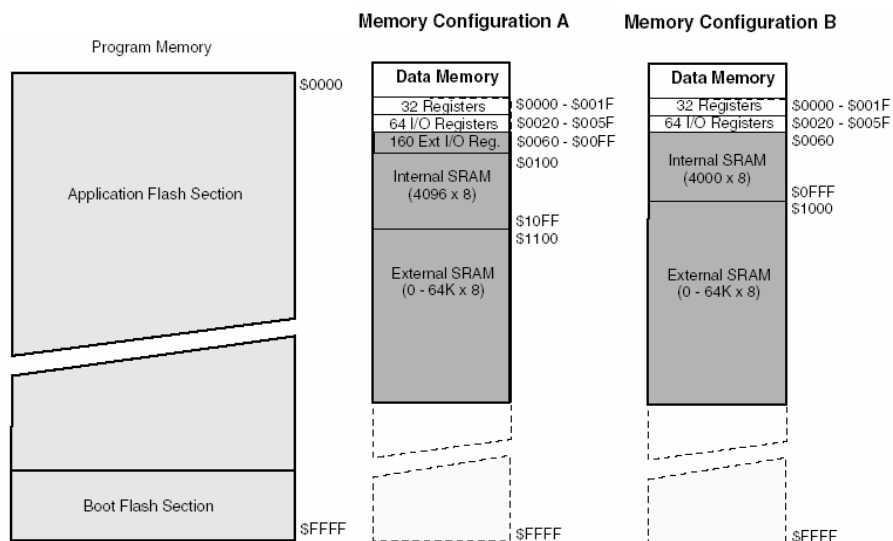 Program Memory
$0000
Application Flash Section
Boot Flash Section
$FFFF
Memory Configuration A
Data Memory
32 Registers
$0000 - $001F
64 I/O Registers
$0020 - $005F
160 Ext I/O Reg.
$0060 - $00FF
$0100
Internal SRAM
(4096 x 8)
$10FF
$1100
External SRAM
(0 - 64K x 8)
$FFFF
Memory Configuration B
Data Memory
32 Registers
$0000 - $001F
64 I/O Registers
$0020 - $005F
$0060
Internal SRAM
(4000 x 8)
$0FFF
$1000
External SRAM
(0 - 64K x 8)
$FFFF